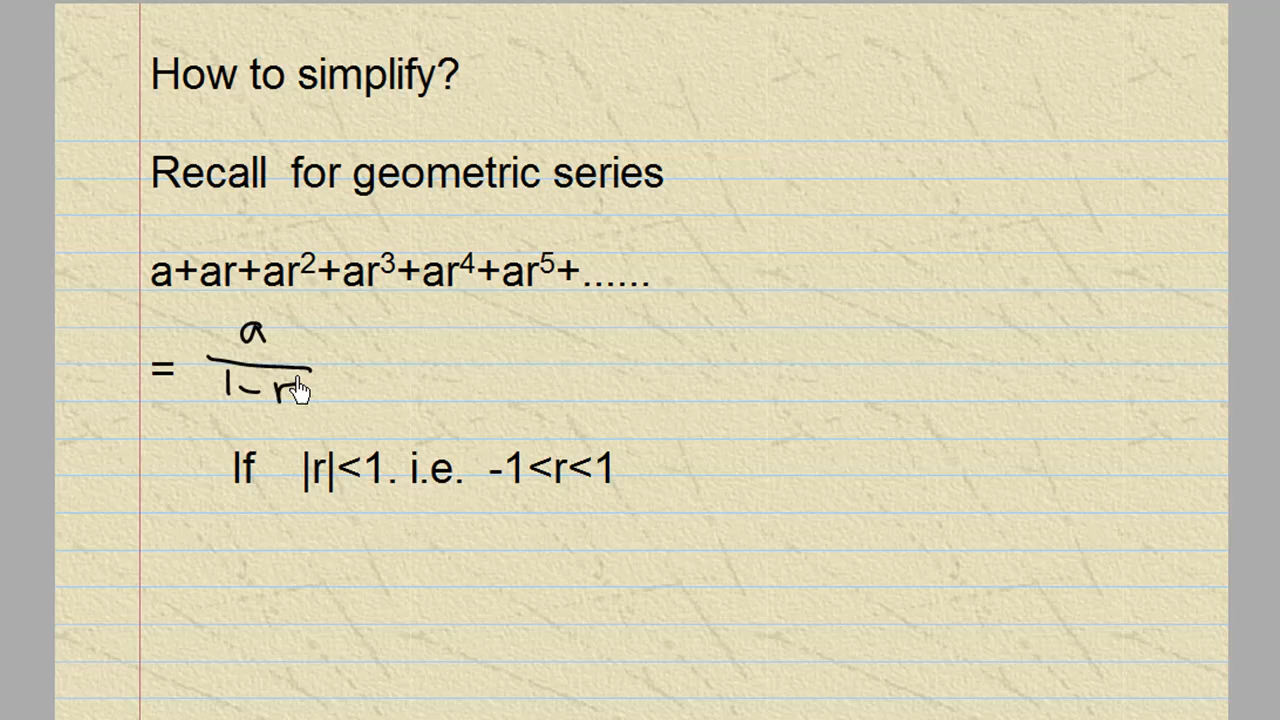 How to simplify?
Recall for geometric series
a+ar+ar²+ar³+ar⁴+ar⁵+......
a
= ———
1-r
If |r|<1. i.e. -1<r<1